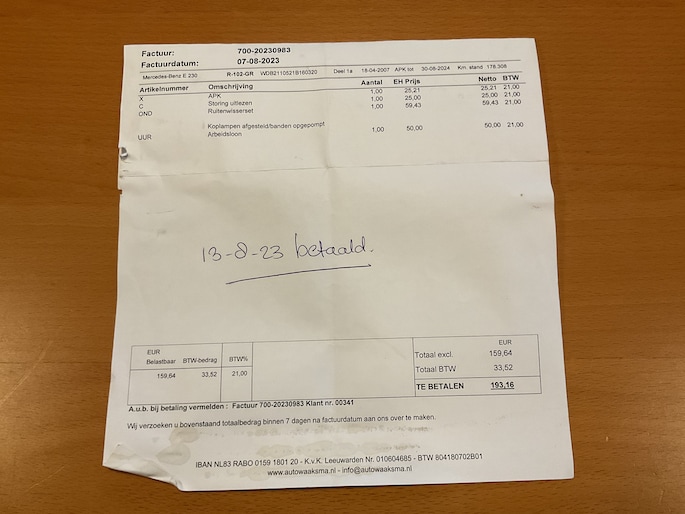 Factuur: 700-20230983
Factuurdatum: 07-08-2023
Mercedes-Benz E 230 R-102-GR WDB2110521B160320 Deel 1a 18-04-2007 APK tot 30-08-2024 Km. stand 178.308
Artikelnummer Omschrijving Aantal EH Prijs Netto BTW
X APK 1,00 25,21 25,21 21,00
C Storing uitlezen 1,00 25,00 25,00 21,00
OND Ruitenwisserset 1,00 59,43 59,43 21,00
Koplampen afgesteld/banden opgepompt
UUR Arbeidsloon 1,00 50,00 50,00 21,00
13-8-23 betaald.
EUR
Belastbaar BTW-bedrag BTW%
159,64 33,52 21,00
EUR
Totaal excl. 159,64
Totaal BTW 33,52
TE BETALEN 193,16
A.u.b. bij betaling vermelden : Factuur 700-20230983 Klant nr. 00341
Wij verzoeken u bovenstaand totaalbedrag binnen 7 dagen na factuurdatum aan ons over te maken.
IBAN NL83 RABO 0159 1801 20 - K.v.K. Leeuwarden Nr. 010604685 - BTW 804180702B01
www.autowaaksma.nl - info@autowaaksma.nl